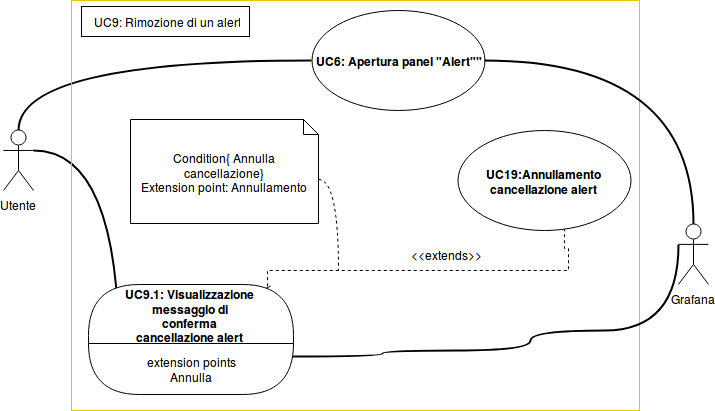 UC9: Rimozione di un alert
UC6: Apertura panel "Alert""
Condition{ Annulla
cancellazione}
Extension point: Annullamento
UC19:Annullamento
cancellazione alert
Utente
<<extends>>
Grafana
UC9.1: Visualizzazione
messaggio di
conferma
cancellazione alert
extension points
Annulla